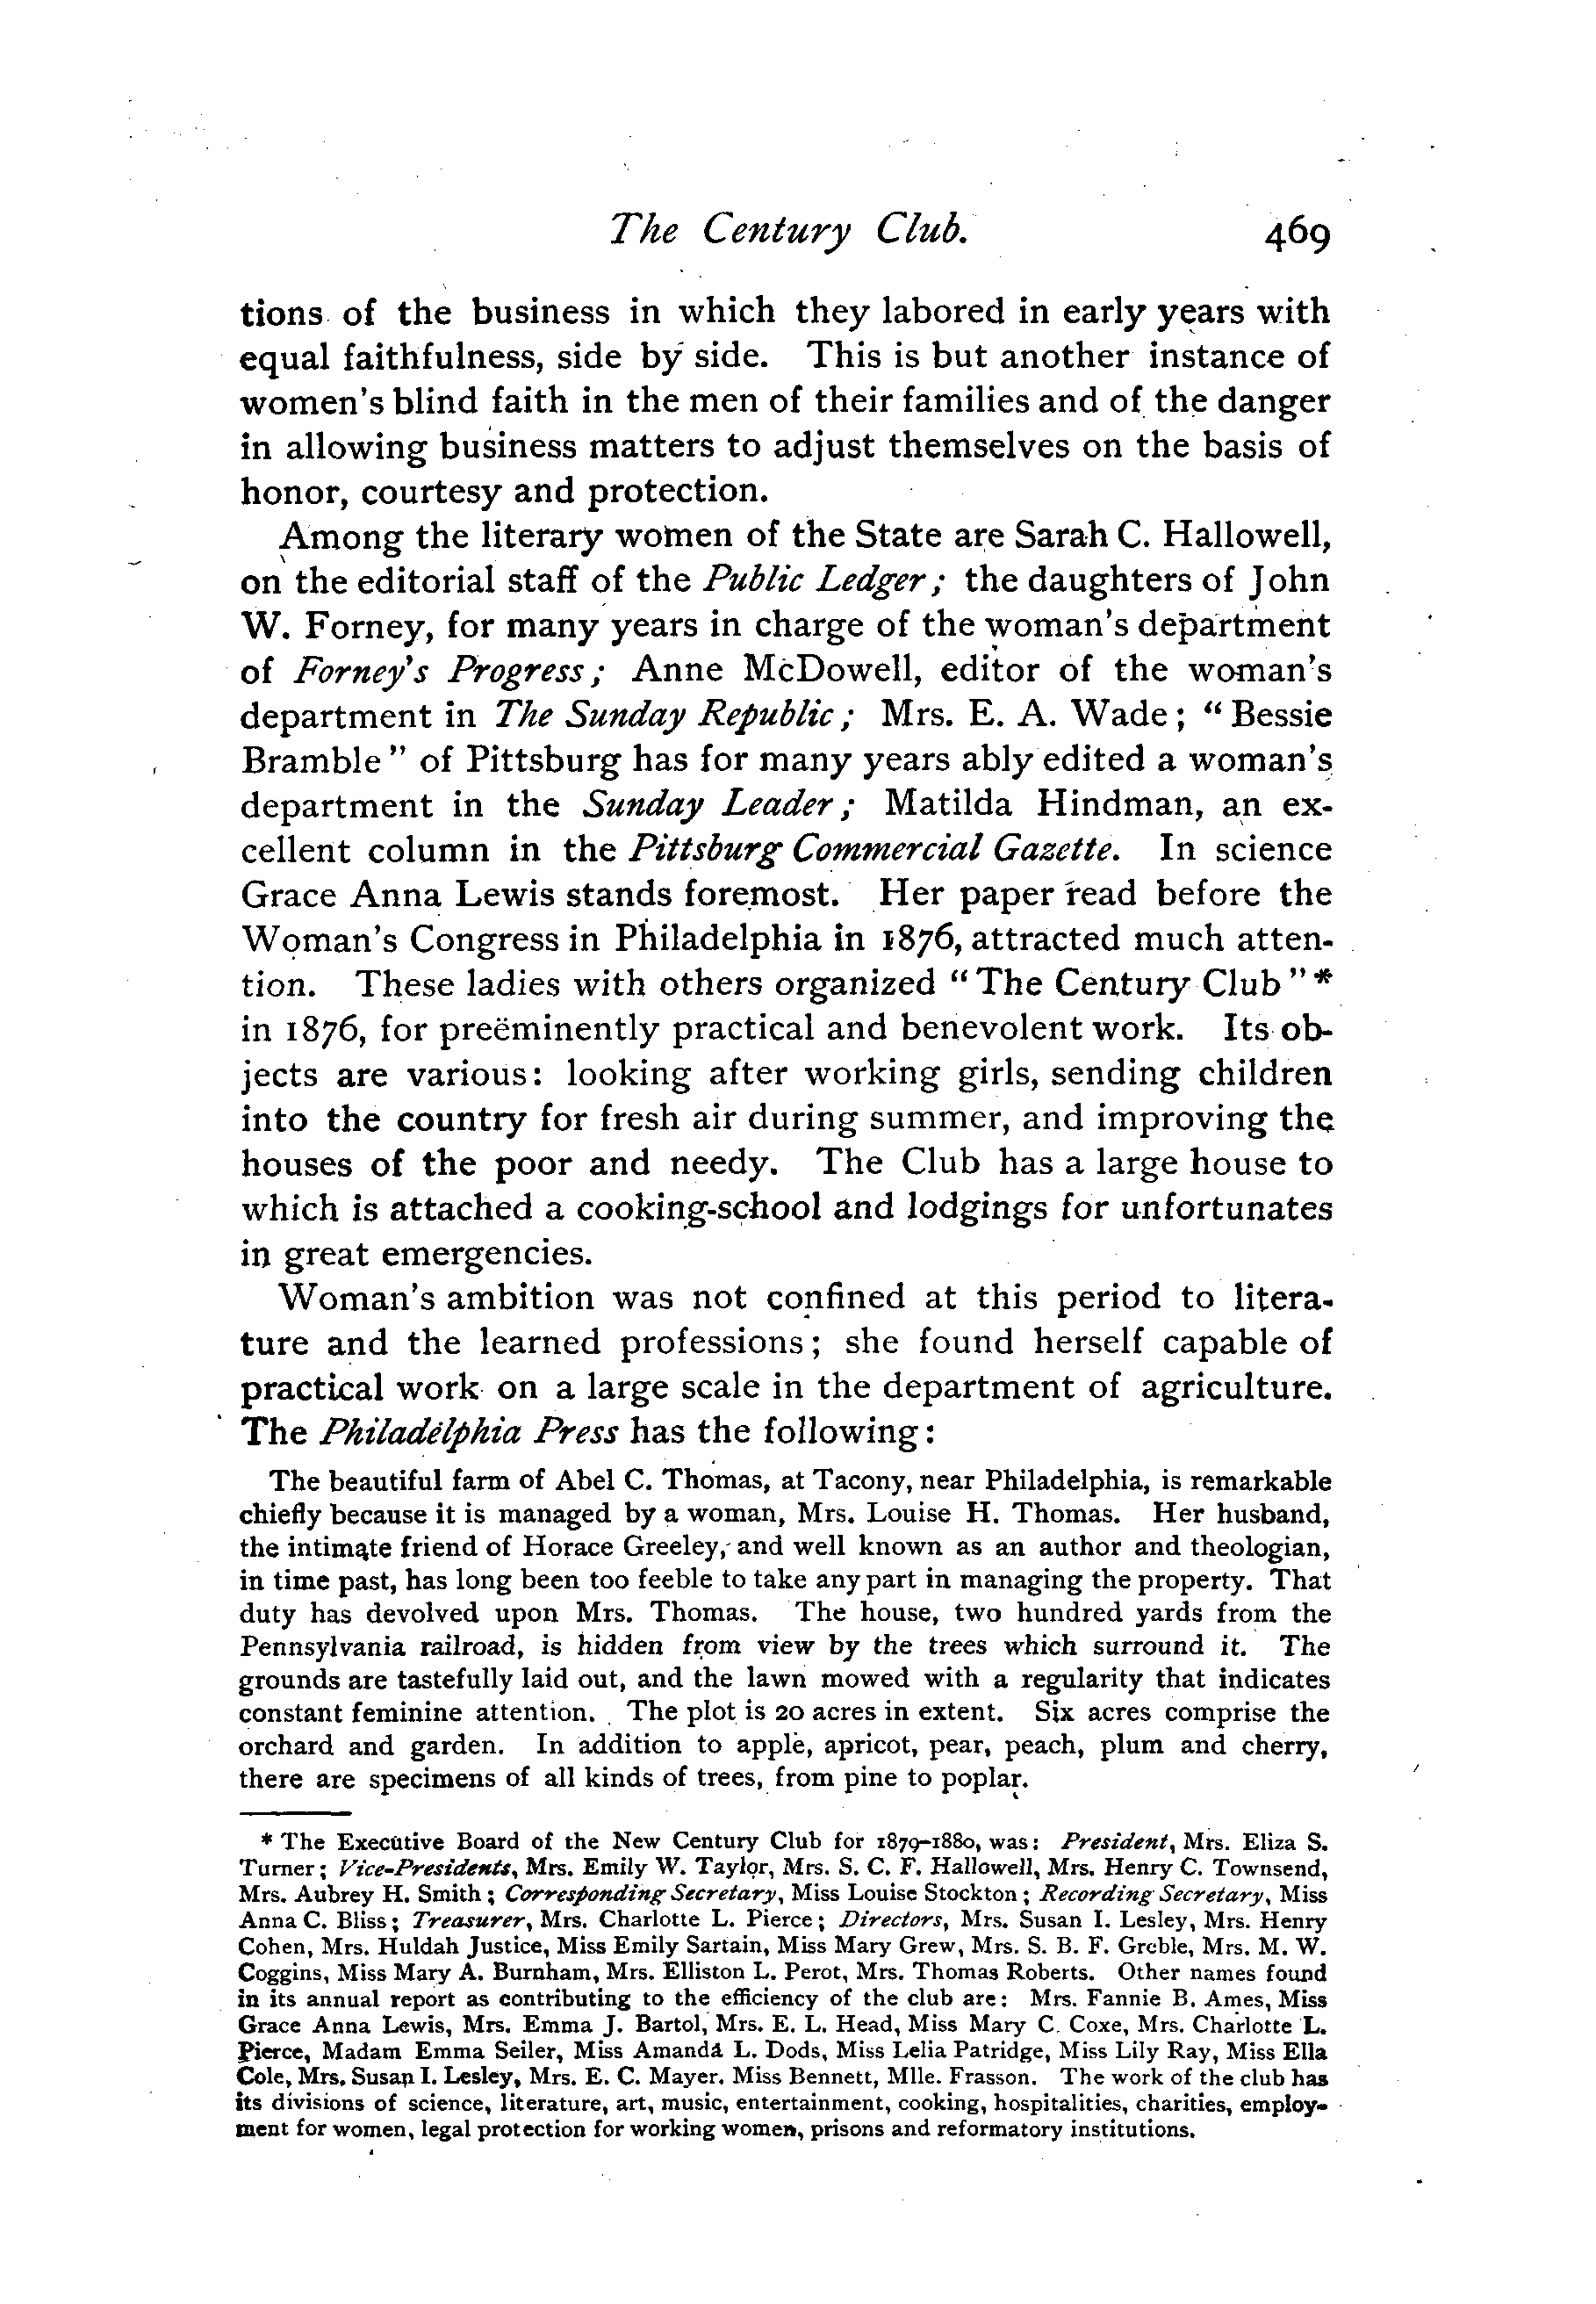 The Century Club. 469
tions of the business in which they labored in early years with
equal faithfulness, side by side. This is but another instance of
women's blind faith in the men of their families and of the danger
in allowing business matters to adjust themselves on the basis of
honor, courtesy and protection.
Among the literary women of the State are Sarah C. Hallowell,
on the editorial staff of the Public Ledger; the daughters of John
W. Forney, for many years in charge of the woman's department
of Forney's Progress; Anne McDowell, editor of the woman's
department in The Sunday Republic; Mrs. E. A. Wade; "Bessie
Bramble" of Pittsburg has for many years ably edited a woman's
department in the Sunday Leader; Matilda Hindman, an ex-
cellent column in the Pittsburg Commercial Gazette. In science
Grace Anna Lewis stands foremost. Her paper read before the
Woman's Congress in Philadelphia in 1876, attracted much atten-
tion. These ladies with others organized "The Century Club"*
in 1876, for preëminently practical and benevolent work. Its ob-
jects are various: looking after working girls, sending children
into the country for fresh air during summer, and improving the
houses of the poor and needy. The Club has a large house to
which is attached a cooking-school and lodgings for unfortunates
in great emergencies.
Woman's ambition was not confined at this period to litera-
ture and the learned professions; she found herself capable of
practical work on a large scale in the department of agriculture.
The Philadelphia Press has the following:
The beautiful farm of Abel C. Thomas, at Tacony, near Philadelphia, is remarkable
chiefly because it is managed by a woman, Mrs. Louise H. Thomas. Her husband,
the intimate friend of Horace Greeley, and well known as an author and theologian,
in time past, has long been too feeble to take any part in managing the property. That
duty has devolved upon Mrs. Thomas. The house, two hundred yards from the
Pennsylvania railroad, is hidden from view by the trees which surround it. The
grounds are tastefully laid out, and the lawn mowed with a regularity that indicates
constant feminine attention. The plot is 20 acres in extent. Six acres comprise the
orchard and garden. In addition to apple, apricot, pear, peach, plum and cherry,
there are specimens of all kinds of trees, from pine to poplar.
* The Executive Board of the New Century Club for 1879–1880, was: President, Mrs. Eliza S.
Turner; Vice-Presidents, Mrs. Emily W. Taylor, Mrs. S. C. F. Hallowell, Mrs. Henry C. Townsend,
Mrs. Aubrey H. Smith; Corresponding Secretary, Miss Louise Stockton; Recording Secretary, Miss
Anna C. Bliss; Treasurer, Mrs. Charlotte L. Pierce; Directors, Mrs. Susan I. Lesley, Mrs. Henry
Cohen, Mrs. Huldah Justice, Miss Emily Sartain, Miss Mary Grew, Mrs. S. B. F. Greble, Mrs. M. W.
Coggins, Miss Mary A. Burnham, Mrs. Elliston L. Perot, Mrs. Thomas Roberts. Other names found
in its annual report as contributing to the efficiency of the club are: Mrs. Fannie B. Ames, Miss
Grace Anna Lewis, Mrs. Emma J. Bartol, Mrs. E. L. Head, Miss Mary C. Coxe, Mrs. Charlotte L.
Pierce, Madam Emma Seiler, Miss Amanda L. Dods, Miss Lelia Patridge, Miss Lily Ray, Miss Ella
Cole, Mrs. Susan I. Lesley, Mrs. E. C. Mayer. Miss Bennett, Mlle. Frasson. The work of the club has
its divisions of science, literature, art, music, entertainment, cooking, hospitalities, charities, employ-
ment for women, legal protection for working women, prisons and reformatory institutions.